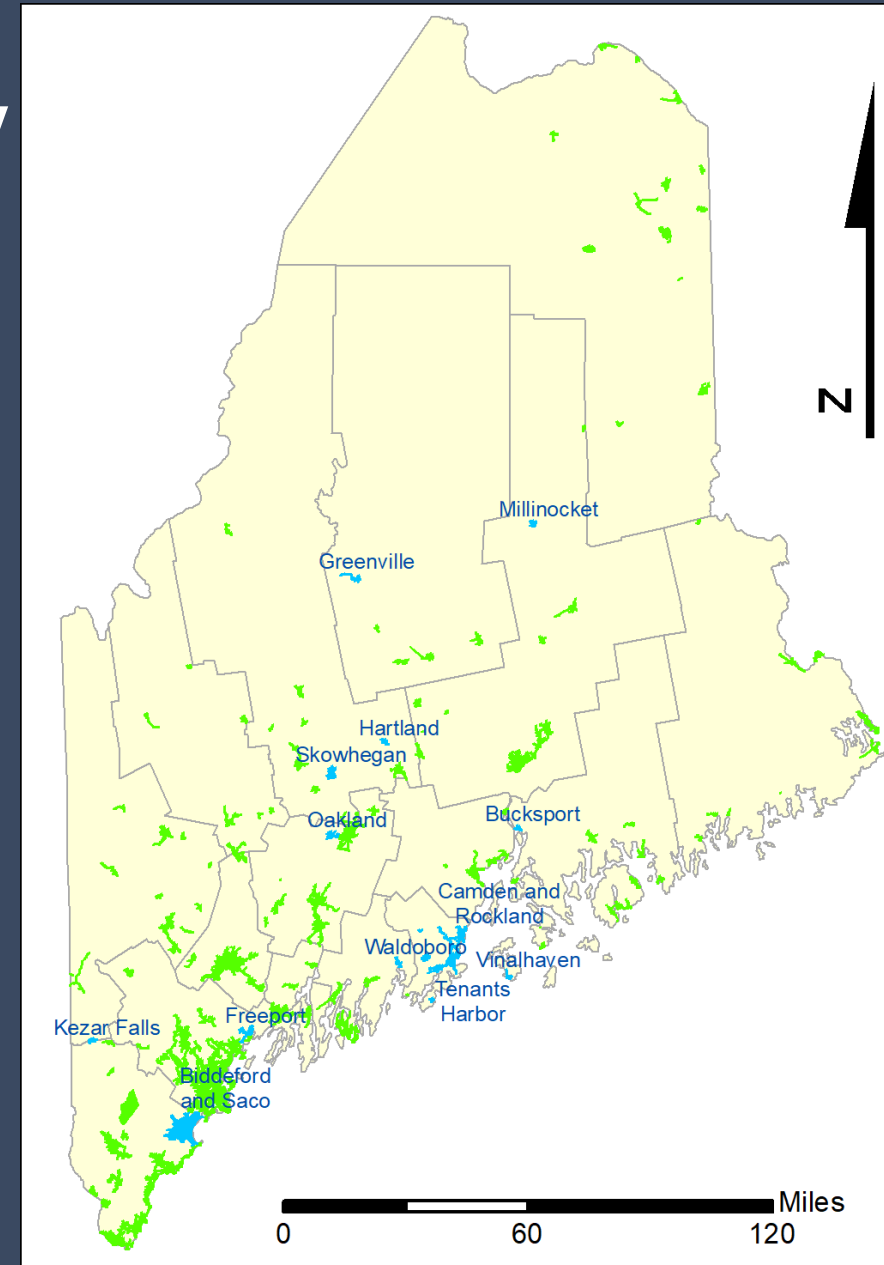 N
Millinocket
Greenville
Hartland
Skowhegan
Bucksport
Oakland
Camden and
Rockland
Waldoboro
Vinalhaven
Tenants
Harbor
Freeport
Kezar Falls
Biddeford
and Saco
Miles
0 60 120